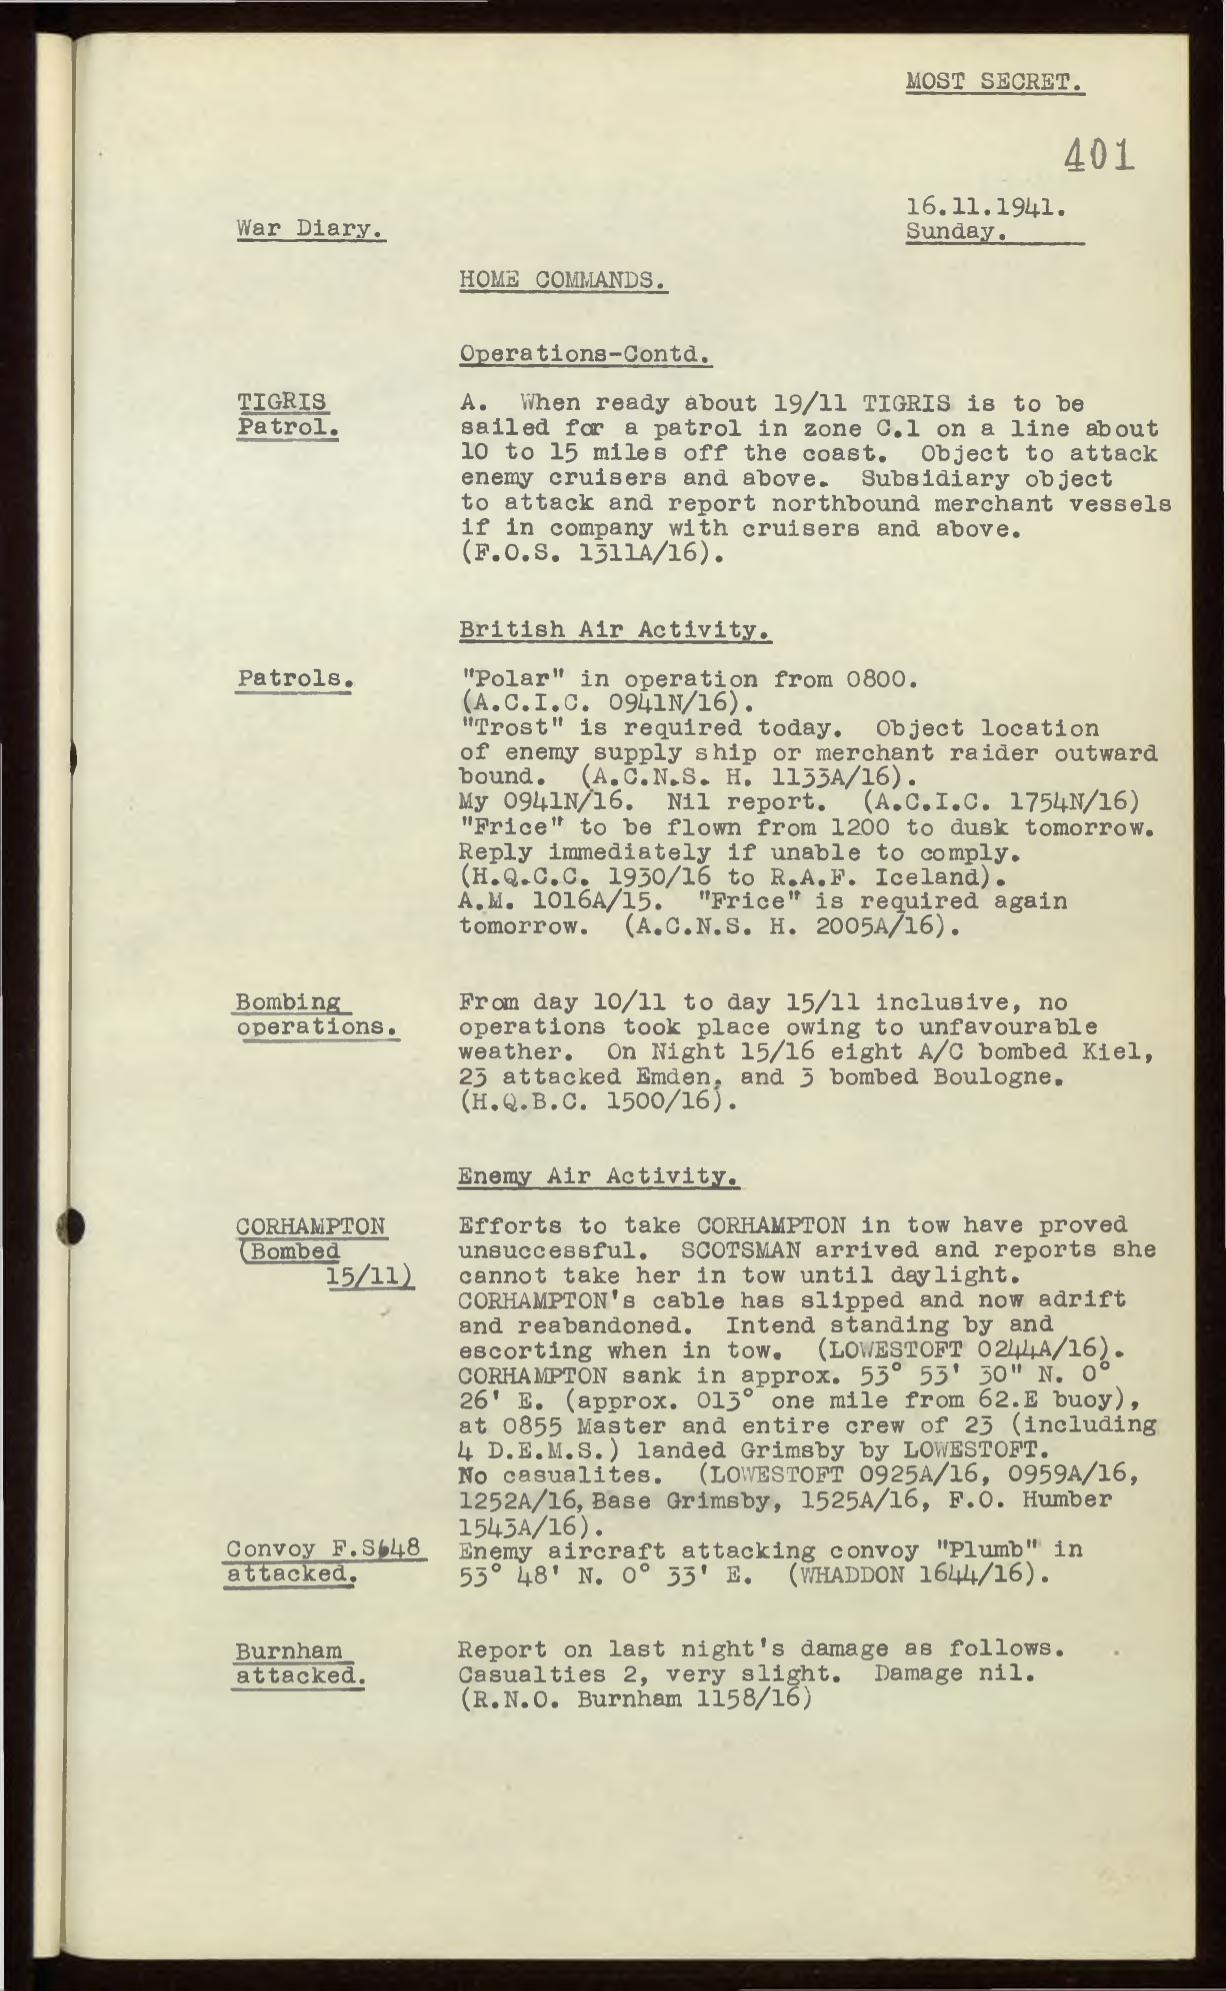 MOST SECRET.
401
16.11.1941.
War Diary.
Sunday.
HOME COMMANDS.
Operations-Contd.
TIGRIS
Patrol.
A. When ready about 19/11 TIGRIS is to be
sailed for a patrol in zone C.1 on a line about
10 to 15 miles off the coast. Object to attack
enemy cruisers and above. Subsidiary object
to attack and report northbound merchant vessels
if in company with cruisers and above.
(F.O.S. 1311A/16).
British Air Activity.
Patrols.
"Polar" in operation from 0800.
(A.C.I.C. 0941N/16).
"Trost" is required today. Object location
of enemy supply ship or merchant raider outward
bound. (A.C.N.S. H. 1133A/16).
My 0941N/16. Nil report. (A.C.I.C. 1754N/16)
"Frice" to be flown from 1200 to dusk tomorrow.
Reply immediately if unable to comply.
(H.Q.C.C. 1930/16 to R.A.F. Iceland).
A.M. 1016A/15. "Frice" is required again
tomorrow. (A.C.N.S. H. 2005A/16).
Bombing
operations.
From day 10/11 to day 15/11 inclusive, no
operations took place owing to unfavourable
weather. On Night 15/16 eight A/C bombed Kiel,
23 attacked Emden, and 3 bombed Boulogne.
(H.Q.B.C. 1500/16).
Enemy Air Activity.
CORHAMPTON
(Bombed
15/11)
Efforts to take CORHAMPTON in tow have proved
unsuccessful. SCOTSMAN arrived and reports she
cannot take her in tow until daylight.
CORHAMPTON's cable has slipped and now adrift
and reabandoned. Intend standing by and
escorting when in tow. (LOWESTOFT 0244A/16).
CORHAMPTON sank in approx. 53° 53' 30" N. 0°
26' E. (approx. 013° one mile from 62.E buoy),
at 0855 Master and entire crew of 23 (including
4 D.E.M.S.) landed Grimsby by LOWESTOFT.
No casualites. (LOWESTOFT 0925A/16, 0959A/16,
1252A/16, Base Grimsby, 1525A/16, F.O. Humber
1543A/16).
Convoy F.S.648
attacked.
Enemy aircraft attacking convoy "Plumb" in
53° 48' N. 0° 33' E. (WHADDON 1644/16).
Burnham
attacked.
Report on last night's damage as follows.
Casualties 2, very slight. Damage nil.
(R.N.O. Burnham 1158/16)